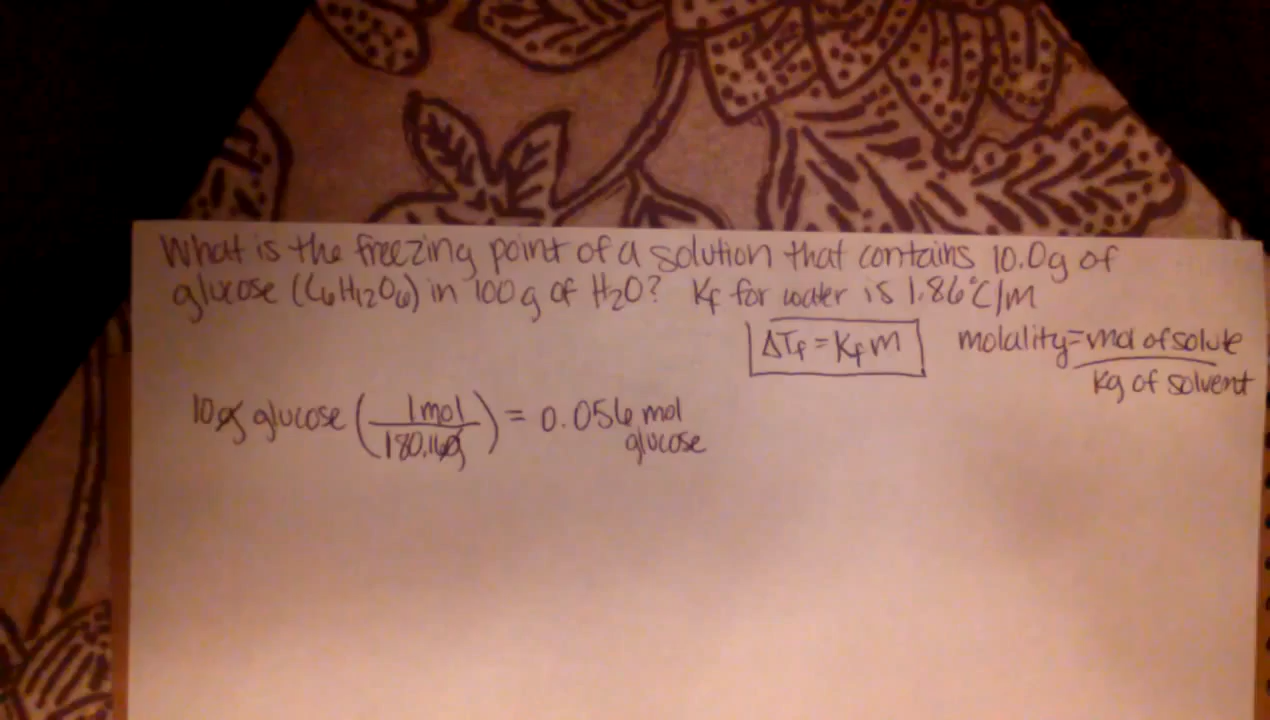 What is the freezing point of a solution that contains 10.0g of
glucose (C6H12O6) in 100g of H2O? Kf for water is 1.86°C/m
ΔTf = Kf m
molality = mol of solute
kg of solvent
10g glucose (1mol / 180.16g) = 0.056 mol
glucose